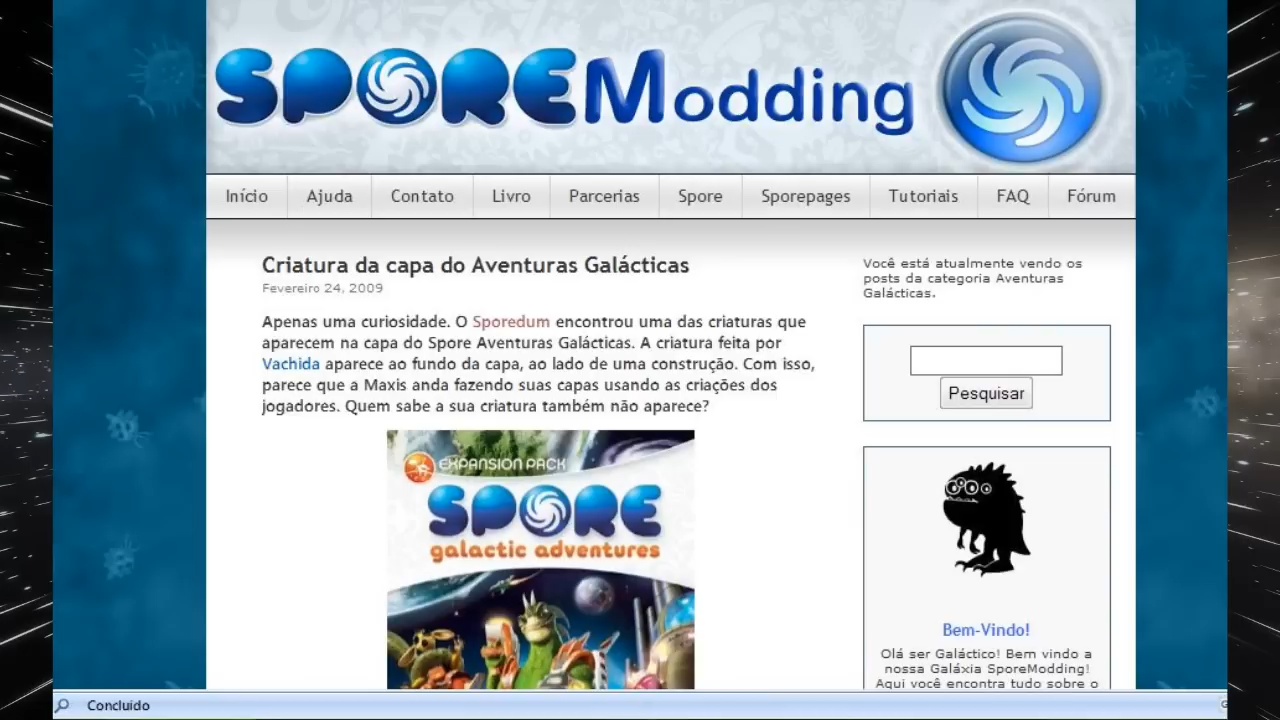 SPORE Modding
Início Ajuda Contato Livro Parcerias Spore Sporepages Tutoriais FAQ Fórum
Criatura da capa do Aventuras Galácticas
Fevereiro 24, 2009
Apenas uma curiosidade. O Sporedum encontrou uma das criaturas que
aparecem na capa do Spore Aventuras Galácticas. A criatura feita por
Vachida aparece ao fundo da capa, ao lado de uma construção. Com isso,
parece que a Maxis anda fazendo suas capas usando as criações dos
jogadores. Quem sabe a sua criatura também não aparece?
EXPANSION PACK
SPORE
galactic adventures
Você está atualmente vendo os
posts da categoria Aventuras
Galácticas.
Pesquisar
Bem-Vindo!
Olá ser Galáctico! Bem vindo a
nossa Galáxia SporeModding!
Aqui você encontra tudo sobre o
Concluído